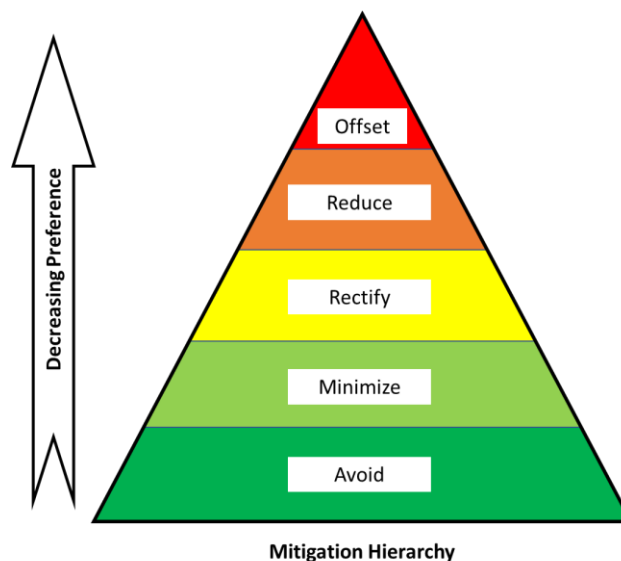 Decreasing Preference
Offset
Reduce
Rectify
Minimize
Avoid
Mitigation Hierarchy